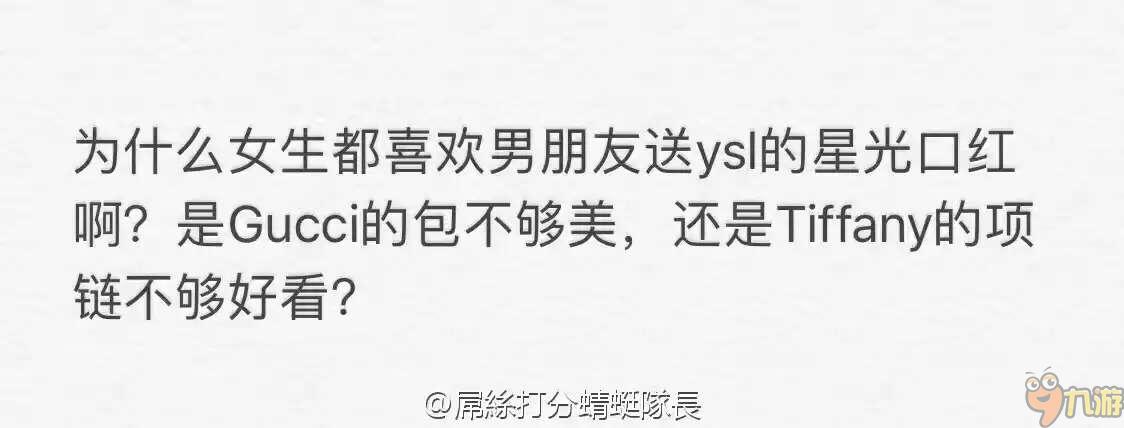 为什么女生都喜欢男朋友送ysl的星光口红
啊？是Gucci的包不够美，还是Tiffany的项
链不够好看？
@屌絲打分蜻蜓隊長
九游